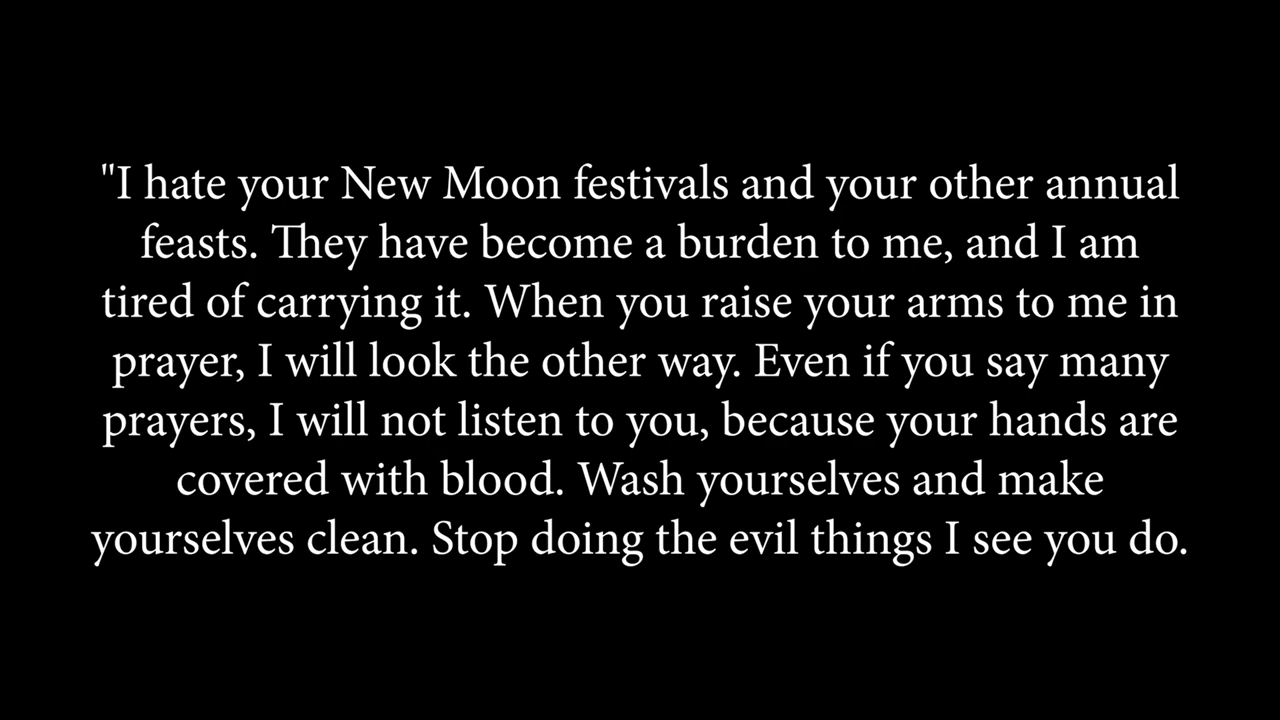 "I hate your New Moon festivals and your other annual
feasts. They have become a burden to me, and I am
tired of carrying it. When you raise your arms to me in
prayer, I will look the other way. Even if you say many
prayers, I will not listen to you, because your hands are
covered with blood. Wash yourselves and make
yourselves clean. Stop doing the evil things I see you do.